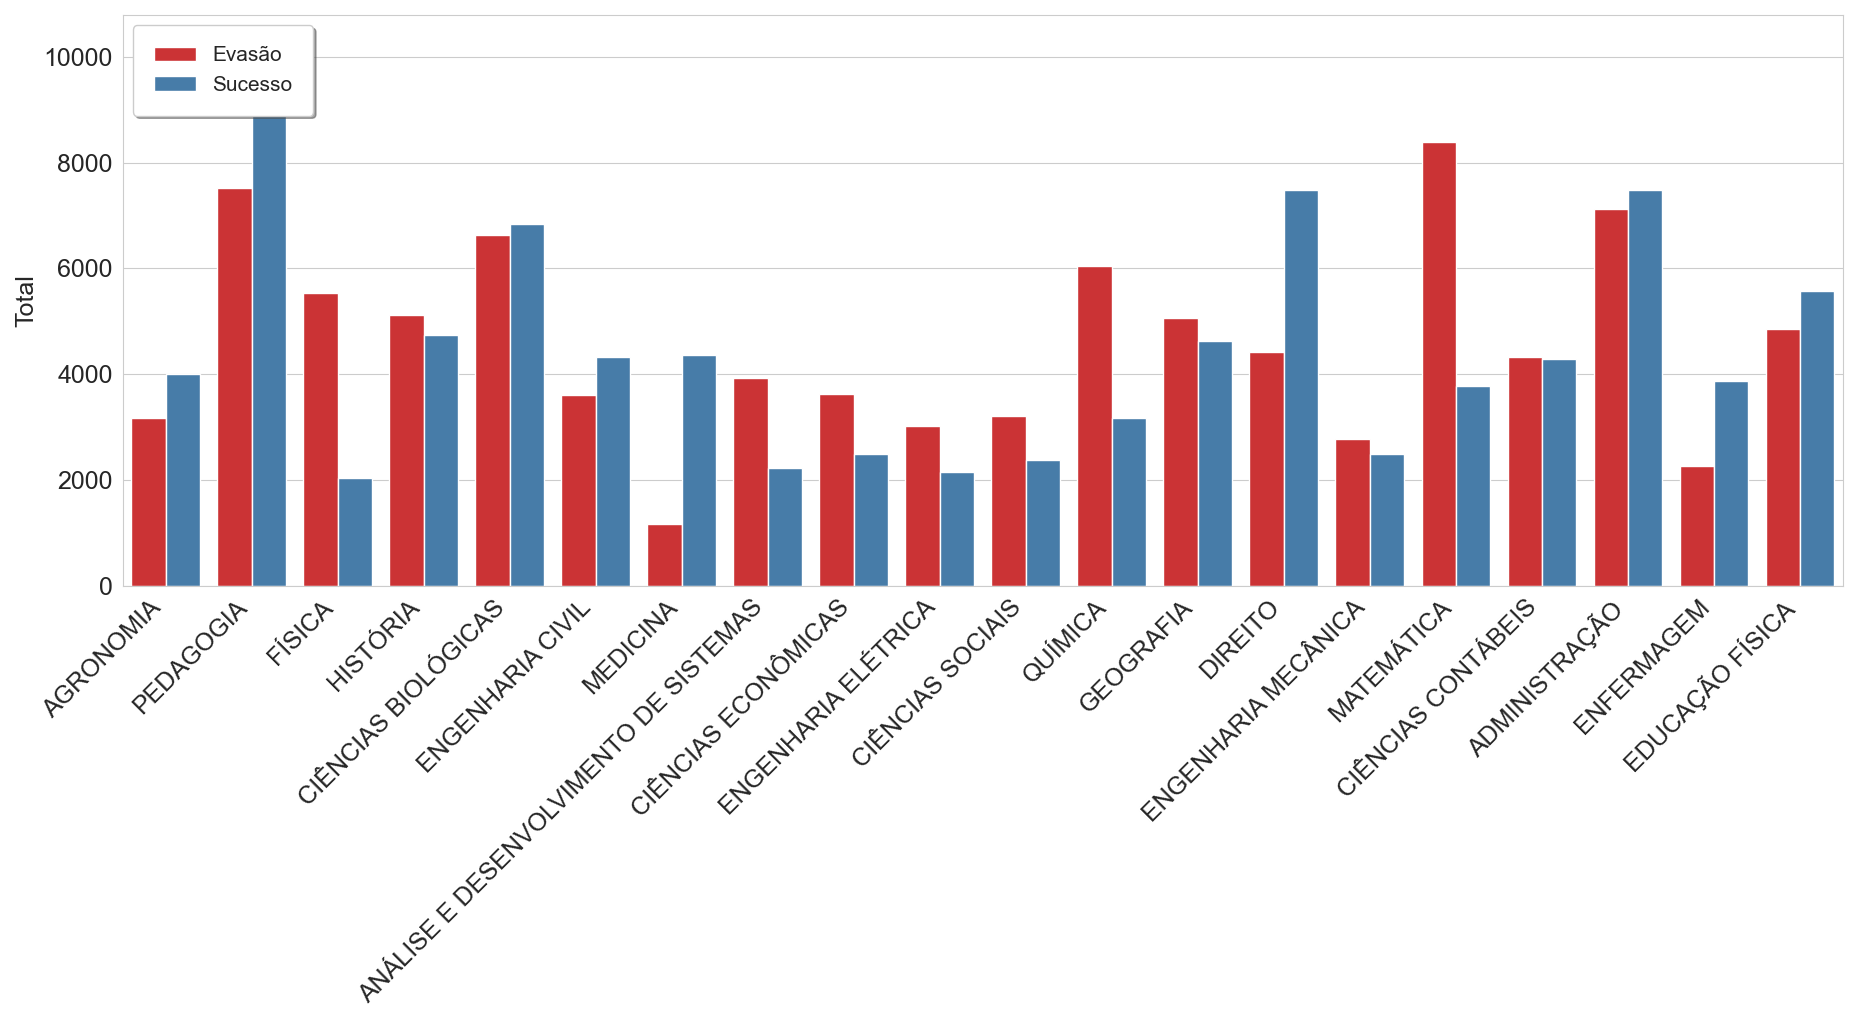 Evasão
Sucesso
Total
10000
8000
6000
4000
2000
0
AGRONOMIA
PEDAGOGIA
FÍSICA
HISTÓRIA
CIÊNCIAS BIOLÓGICAS
ENGENHARIA CIVIL
MEDICINA
ANÁLISE E DESENVOLVIMENTO DE SISTEMAS
CIÊNCIAS ECONÔMICAS
ENGENHARIA ELÉTRICA
CIÊNCIAS SOCIAIS
QUÍMICA
GEOGRAFIA
DIREITO
ENGENHARIA MECÂNICA
MATEMÁTICA
CIÊNCIAS CONTÁBEIS
ADMINISTRAÇÃO
ENFERMAGEM
EDUCAÇÃO FÍSICA